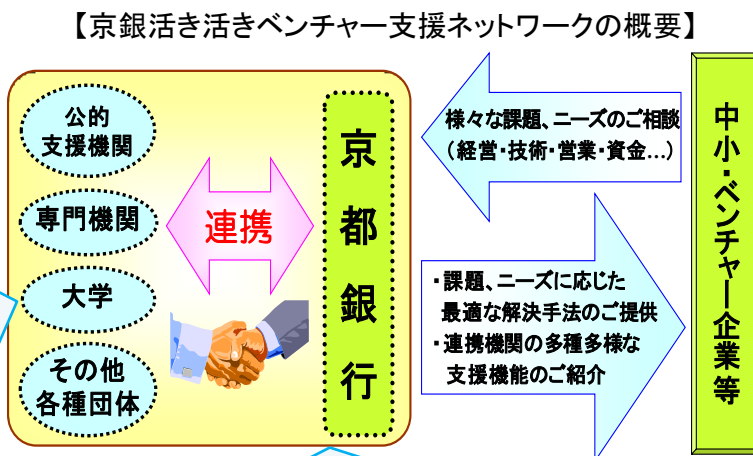 【京銀活き活きベンチャー支援ネットワークの概要】
公的
支援機関
専門機関
大学
その他
各種団体
連携
京都銀行
様々な課題、ニーズのご相談
（経営・技術・営業・資金…）
・課題、ニーズに応じた
最適な解決手法のご提供
・連携機関の多種多様な
支援機能のご紹介
中小・ベンチャー企業等